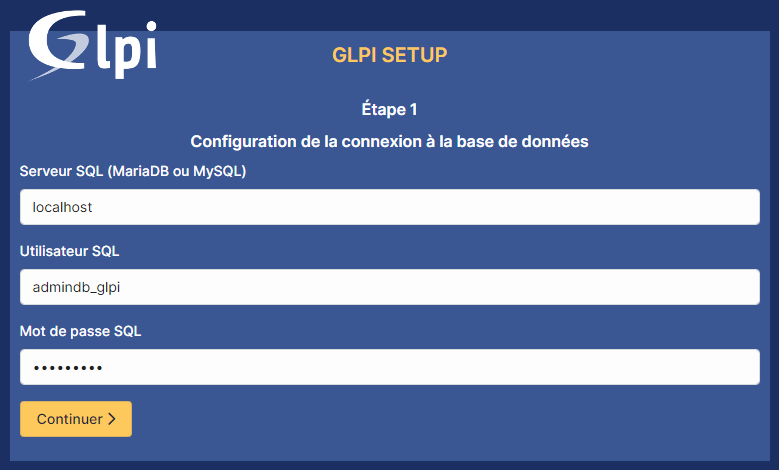 Glpi
GLPI SETUP
Étape 1
Configuration de la connexion à la base de données
Serveur SQL (MariaDB ou MySQL)
localhost
Utilisateur SQL
admindb_glpi
Mot de passe SQL
•••••••••
Continuer >